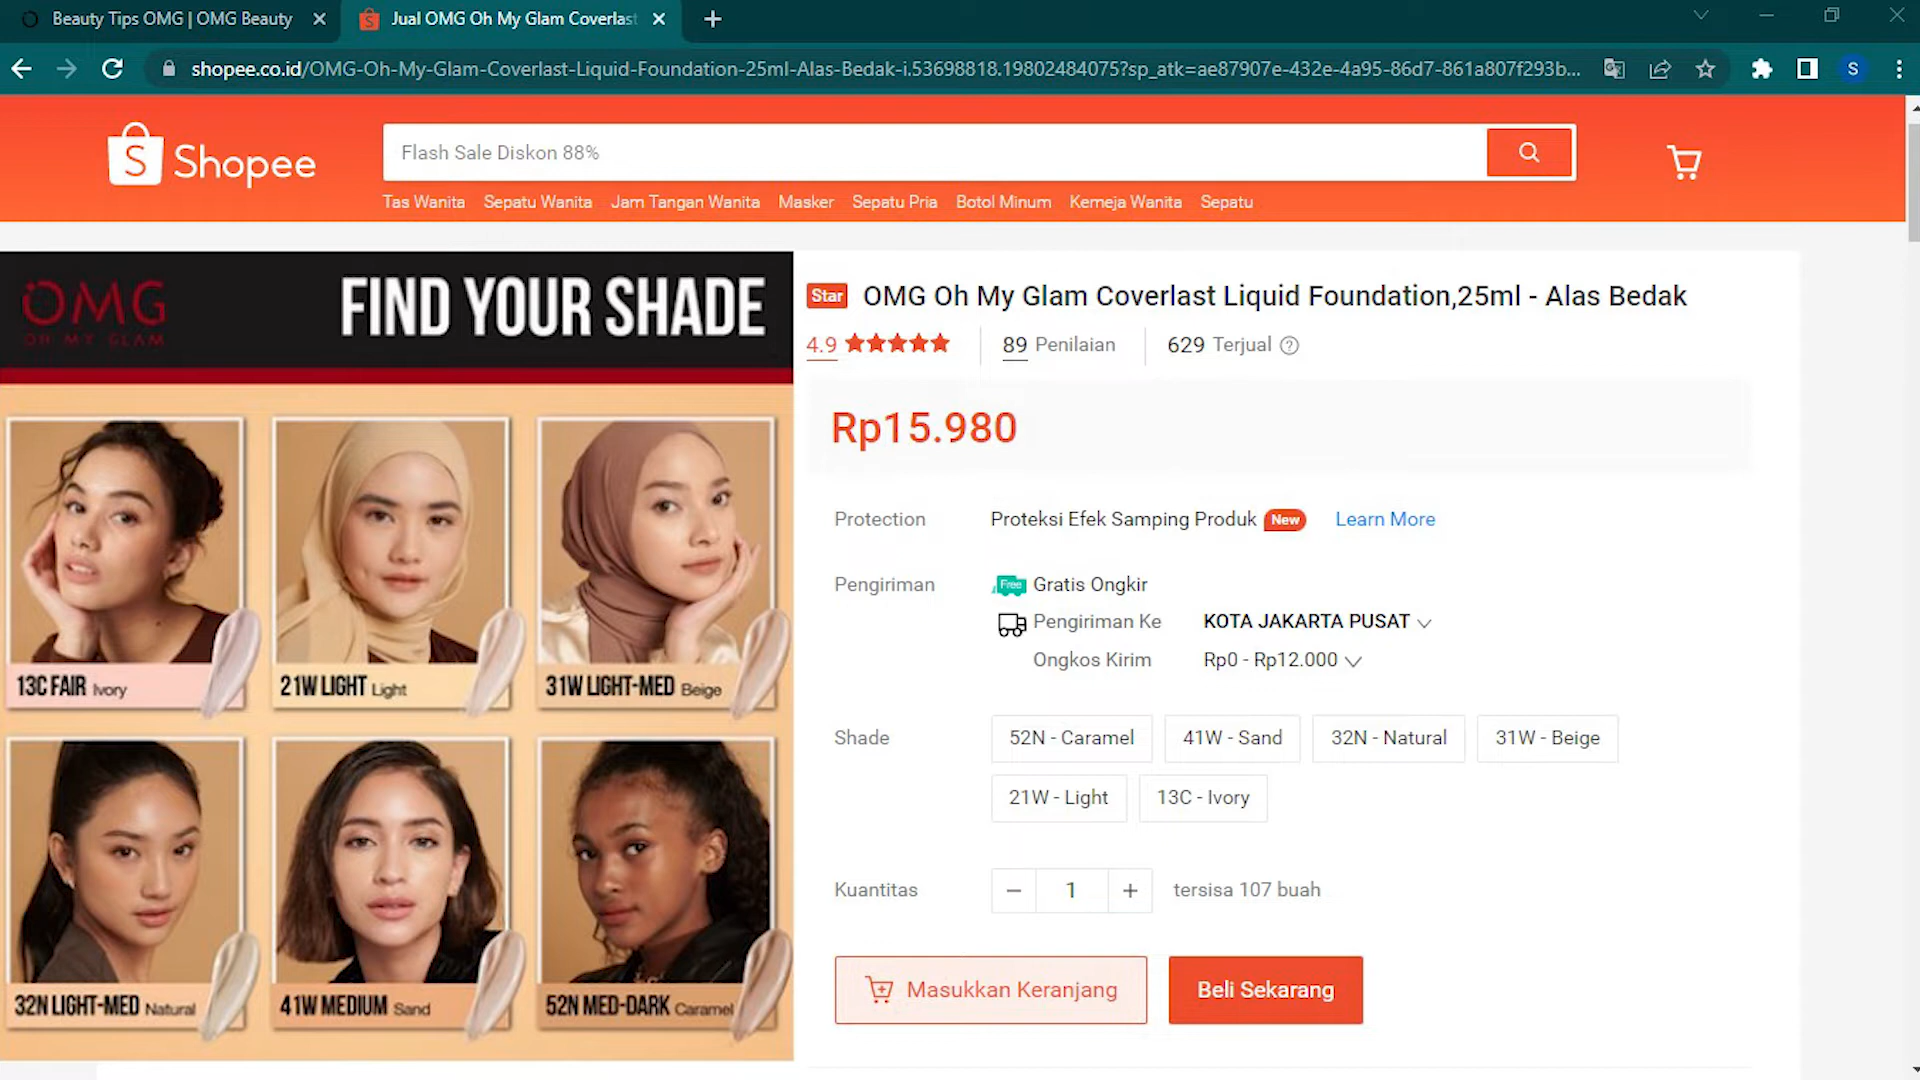 Beauty Tips OMG | OMG Beauty
Jual OMG Oh My Glam Coverlast
shopee.co.id/OMG-Oh-My-Glam-Coverlast-Liquid-Foundation-25ml-Alas-Bedak-i.53698818.19802484075?sp_atk=ae87907e-432e-4a95-86d7-861a807f293b...
S
S Shopee
Flash Sale Diskon 88%
Tas Wanita Sepatu Wanita Jam Tangan Wanita Masker Sepatu Pria Botol Minum Kemeja Wanita Sepatu
OMG
OH MY GLAM
FIND YOUR SHADE
13C FAIR Ivory
21W LIGHT Light
31W LIGHT-MED Beige
32N LIGHT-MED Natural
41W MEDIUM Sand
52N MED-DARK Caramel
Star OMG Oh My Glam Coverlast Liquid Foundation,25ml - Alas Bedak
4.9 89 Penilaian 629 Terjual ?
Rp15.980
Protection Proteksi Efek Samping Produk New Learn More
Pengiriman Free Gratis Ongkir
Pengiriman Ke KOTA JAKARTA PUSAT
Ongkos Kirim Rp0 - Rp12.000
Shade 52N - Caramel 41W - Sand 32N - Natural 31W - Beige
21W - Light 13C - Ivory
Kuantitas − 1 + tersisa 107 buah
Masukkan Keranjang Beli Sekarang